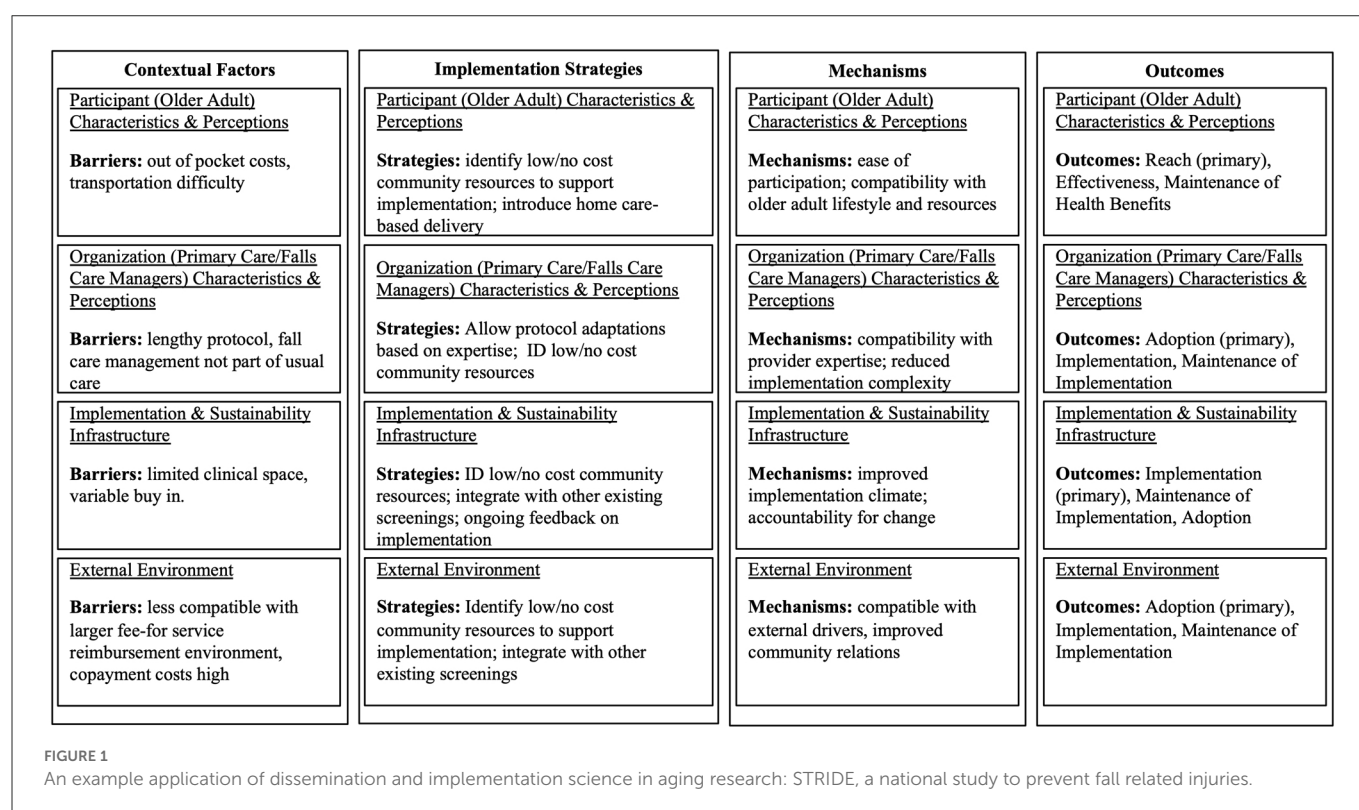 Contextual Factors
Participant (Older Adult)
Characteristics & Perceptions
Barriers: out of pocket costs,
transportation difficulty
Organization (Primary Care/Falls
Care Managers) Characteristics &
Perceptions
Barriers: lengthy protocol, fall
care management not part of usual
care
Implementation & Sustainability
Infrastructure
Barriers: limited clinical space,
variable buy in.
External Environment
Barriers: less compatible with
larger fee-for service
reimbursement environment,
copayment costs high
Implementation Strategies
Participant (Older Adult) Characteristics &
Perceptions
Strategies: identify low/no cost
community resources to support
implementation; introduce home care-
based delivery
Organization (Primary Care/Falls Care
Managers) Characteristics & Perceptions
Strategies: Allow protocol adaptations
based on expertise; ID low/no cost
community resources
Implementation & Sustainability
Infrastructure
Strategies: ID low/no cost community
resources; integrate with other existing
screenings; ongoing feedback on
implementation
External Environment
Strategies: Identify low/no cost
community resources to support
implementation; integrate with other
existing screenings
Mechanisms
Participant (Older Adult)
Characteristics & Perceptions
Mechanisms: ease of
participation; compatibility with
older adult lifestyle and resources
Organization (Primary Care/Falls
Care Managers) Characteristics &
Perceptions
Mechanisms: compatibility with
provider expertise; reduced
implementation complexity
Implementation & Sustainability
Infrastructure
Mechanisms: improved
implementation climate;
accountability for change
External Environment
Mechanisms: compatible with
external drivers, improved
community relations
Outcomes
Participant (Older Adult)
Characteristics & Perceptions
Outcomes: Reach (primary),
Effectiveness, Maintenance of
Health Benefits
Organization (Primary Care/Falls
Care Managers) Characteristics &
Perceptions
Outcomes: Adoption (primary),
Implementation, Maintenance of
Implementation
Implementation & Sustainability
Infrastructure
Outcomes: Implementation
(primary), Maintenance of
Implementation, Adoption
External Environment
Outcomes: Adoption (primary),
Implementation, Maintenance of
Implementation
FIGURE 1
An example application of dissemination and implementation science in aging research: STRIDE, a national study to prevent fall related injuries.